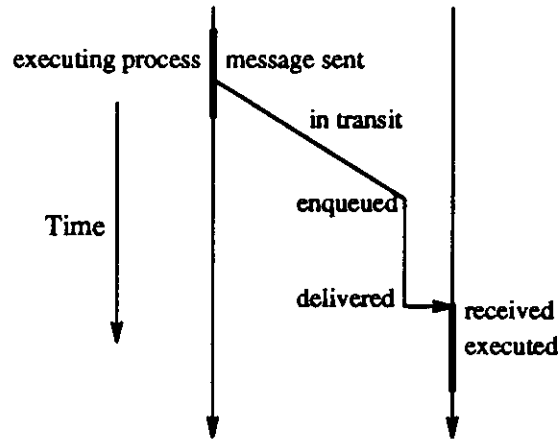 executing process message sent
in transit
enqueued
Time
delivered received
executed